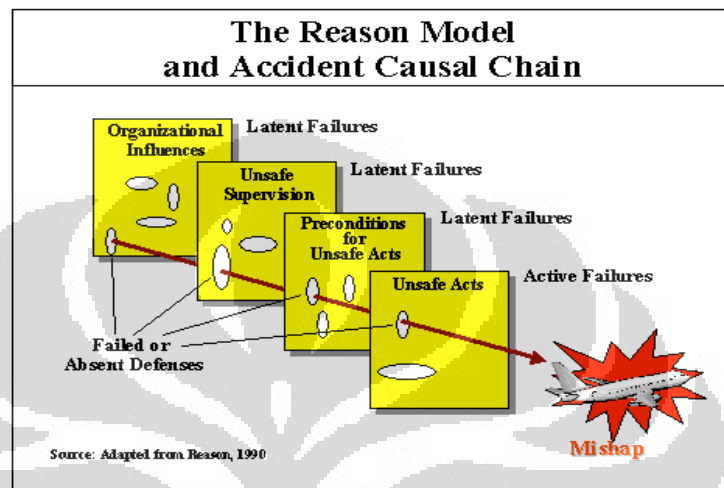 The Reason Model
and Accident Causal Chain
Organizational
Influences
Latent Failures
Unsafe
Supervision
Latent Failures
Preconditions
for
Unsafe Acts
Latent Failures
Unsafe Acts
Active Failures
Failed or
Absent Defenses
Mishap
Source: Adapted from Reason, 1990